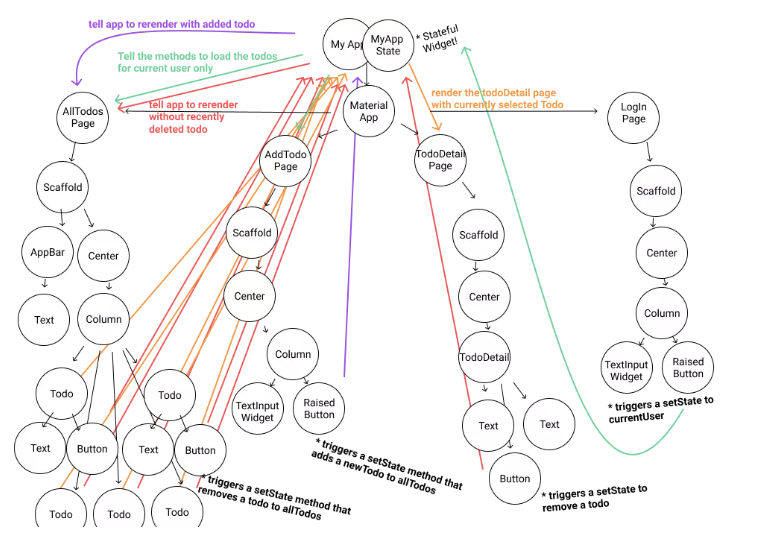 tell app to rerender with added todo
My App
MyApp
State
* Stateful
Widget!
Tell the methods to load the todos
for current user only
render the todoDetail page
with currently selected Todo
AllTodos
Page
tell app to rerender
without recently
deleted todo
Material
App
LogIn
Page
AddTodo
Page
TodoDetail
Page
Scaffold
Scaffold
Scaffold
Scaffold
AppBar
Center
Center
Center
Center
Text
Column
Column
Column
TodoDetail
TextInput
Widget
Raised
Button
Todo
Todo
TextInput
Widget
Raised
Button
* triggers a setState to
currentUser
Text
Button
Text
Button
Text
Text
* triggers a setState method that
adds a newTodo to allTodos
* triggers a setState method that
removes a todo to allTodos
Button
* triggers a setState to
remove a todo
Todo
Todo
Todo